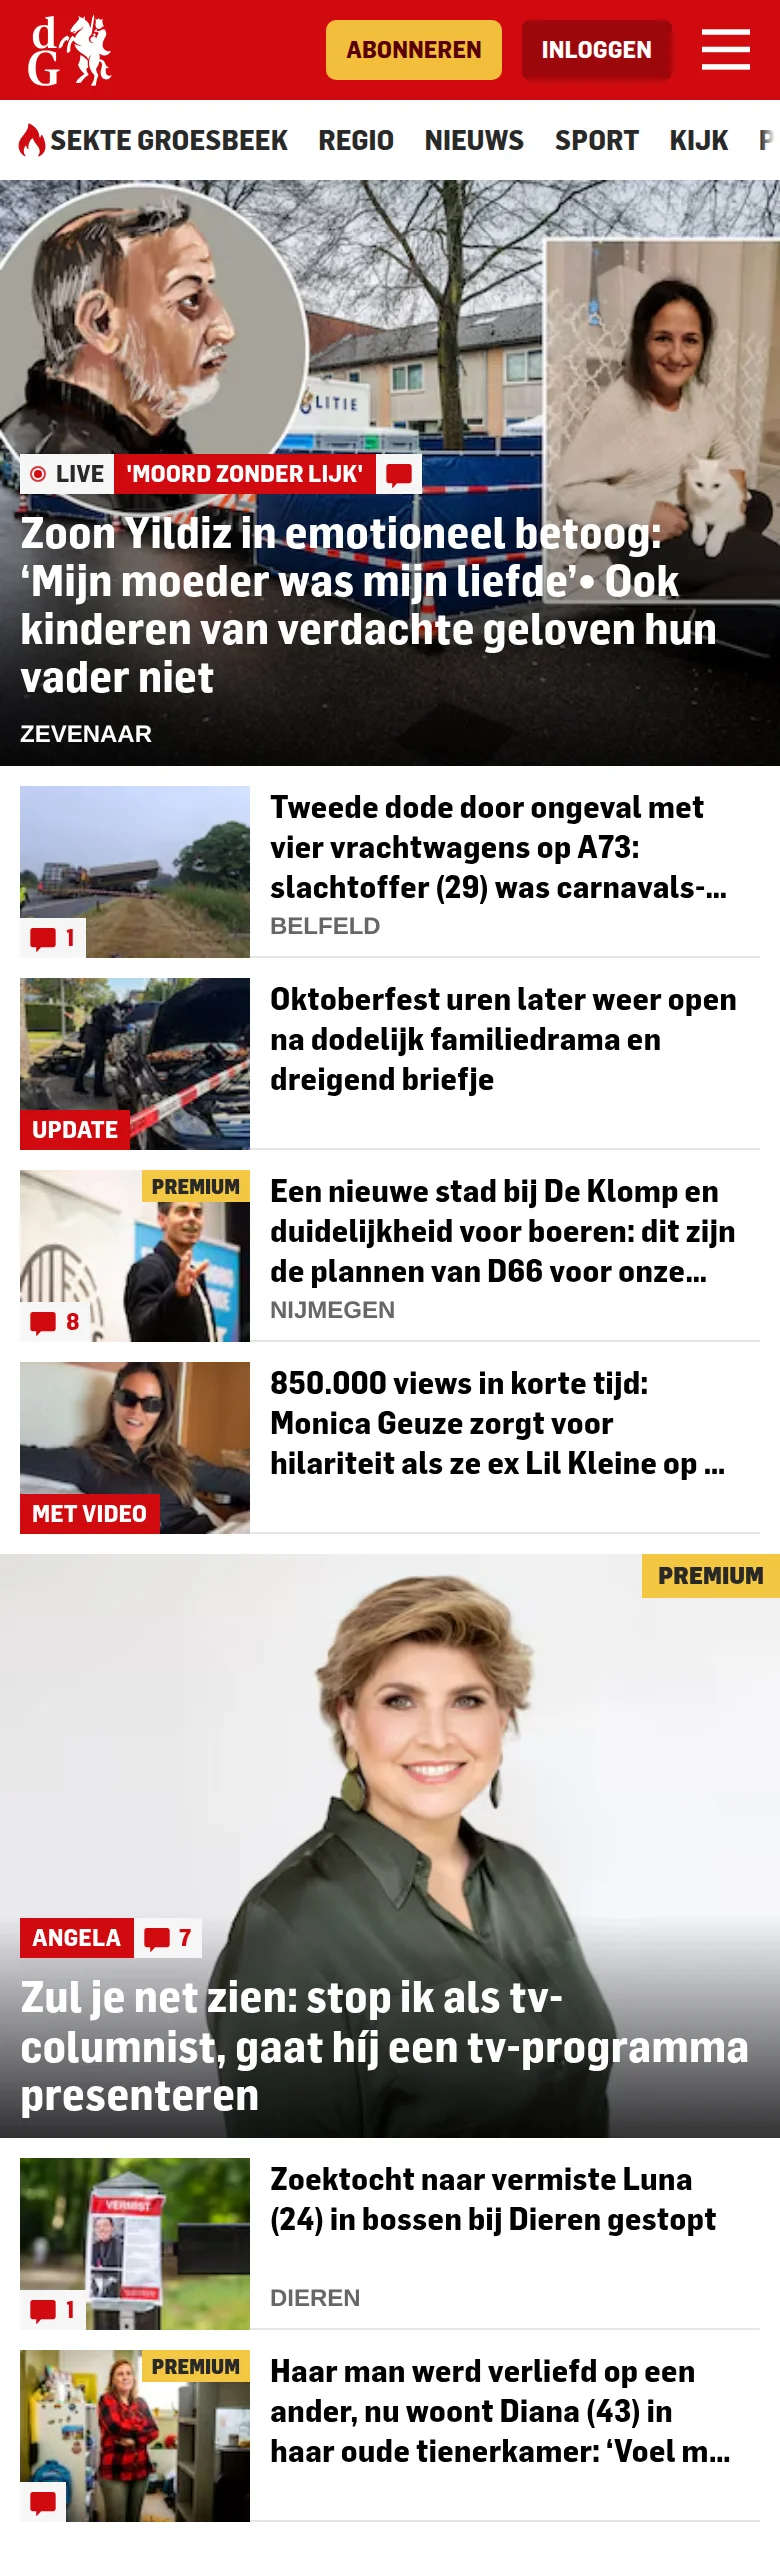 d
G
ABONNEREN
INLOGGEN
SEKTE GROESBEEK REGIO NIEUWS SPORT KIJK
LITIE
LIVE 'MOORD ZONDER LIJK'
Zoon Yildiz in emotioneel betoog:
‘Mijn moeder was mijn liefde’• Ook
kinderen van verdachte geloven hun
vader niet
ZEVENAAR
Tweede dode door ongeval met
vier vrachtwagens op A73:
slachtoffer (29) was carnavals-...
BELFELD
1
Oktoberfest uren later weer open
na dodelijk familiedrama en
dreigend briefje
UPDATE
PREMIUM
Een nieuwe stad bij De Klomp en
duidelijkheid voor boeren: dit zijn
de plannen van D66 voor onze...
NIJMEGEN
8
850.000 views in korte tijd:
Monica Geuze zorgt voor
hilariteit als ze ex Lil Kleine op ...
MET VIDEO
PREMIUM
ANGELA 7
Zul je net zien: stop ik als tv-
columnist, gaat híj een tv-programma
presenteren
VERMIST
Zoektocht naar vermiste Luna
(24) in bossen bij Dieren gestopt
DIEREN
1
PREMIUM
Haar man werd verliefd op een
ander, nu woont Diana (43) in
haar oude tienerkamer: ‘Voel m...